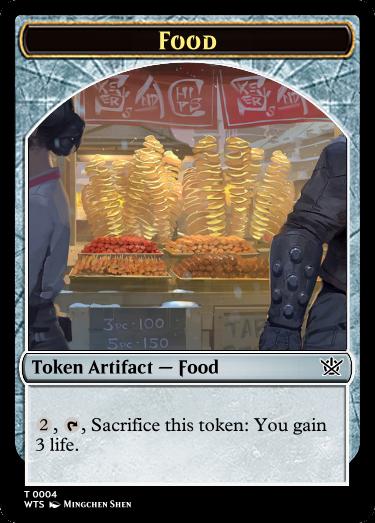 FOOD
3pc·100
5pc·150
Token Artifact — Food
2, T, Sacrifice this token: You gain
3 life.
T 0004
WTS MINGCHEN SHEN